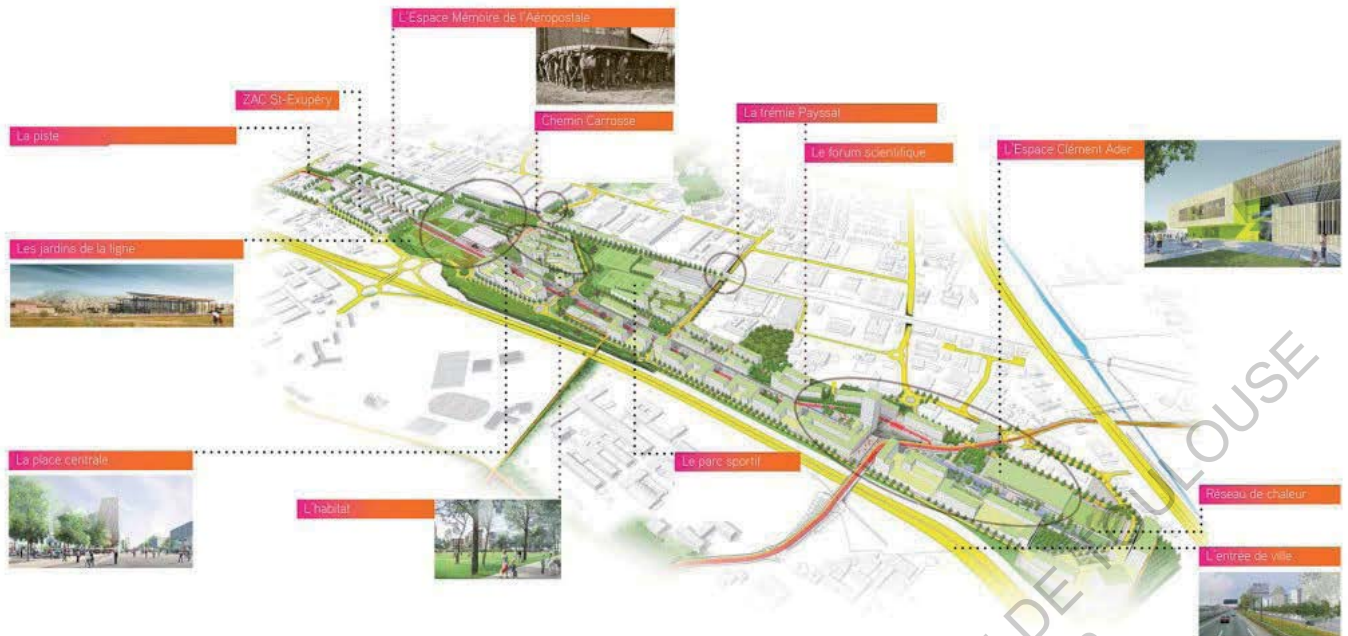 L'Espace Mémoire de l'Aéropostale
ZAC St-Exupéry
La piste
Chemin Carrosse
La trémie Payssat
Le forum scientifique
L'Espace Clément Ader
Les jardins de la ligne
La place centrale
L'habitat
Le parc sportif
Réseau de chaleur
L'entrée de ville
DE TOULOUSE